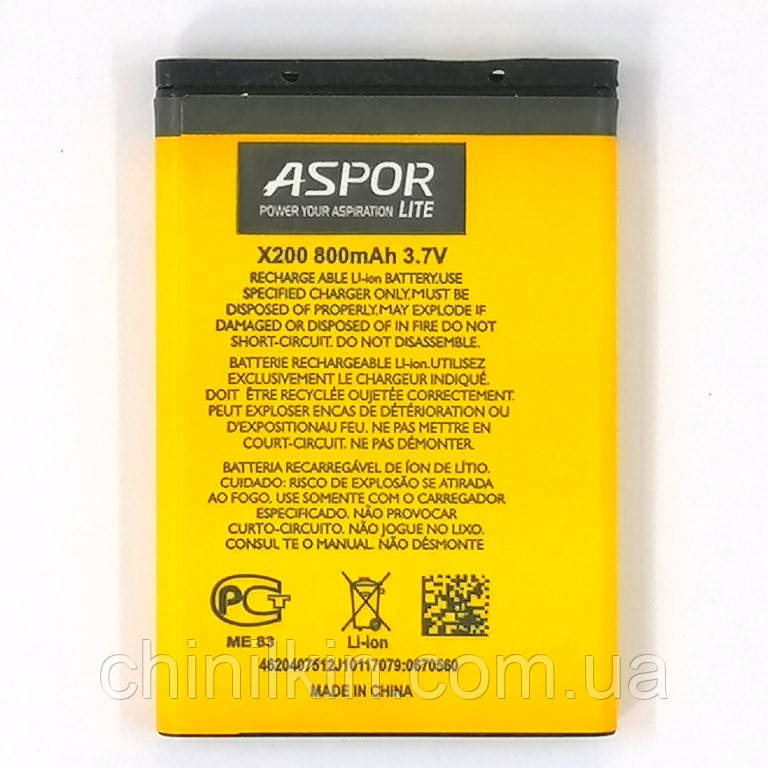 ASPOR
POWER YOUR ASPIRATION LITE
X200 800mAh 3.7V
RECHARGE ABLE LI-ion BATTERY.USE
SPECIFIED CHARGER ONLY.MUST BE
DISPOSED OF PROPERLY.MAY EXPLODE IF
DAMAGED OR DISPOSED OF IN FIRE DO NOT
SHORT-CIRCUIT. DO NOT DISASSEMBLE.
BATTERIE RECHARGEABLE LI-ion.UTILISEZ
EXCLUSIVEMENT LE CHARGEUR INDIQUÉ.
DOIT ÊTRE RECYCLÉE OUJETÉE CORRECTEMENT.
PEUT EXPLOSER ENCAS DE DÉTÉRIORATION OU
D'EXPOSITIONAU FEU. NE PAS METTRE EN
COURT-CIRCUIT. NE PAS DÉMONTER.
BATTERIA RECARREGÁVEL DE ÍON DE LÍTIO.
CUIDADO: RISCO DE EXPLOSÃO SE ATIRADA
AO FOGO. USE SOMENTE COM O CARREGADOR
ESPECIFICADO. NÃO PROVOCAR
CURTO-CIRCUITO. NÃO JOGUE NO LIXO.
CONSUL TE O MANUAL. NÃO DESMONTE
РСТ
ME 83 Li-ion
4620407512J10117079:0670560
MADE IN CHINA
chinilkin.com.ua